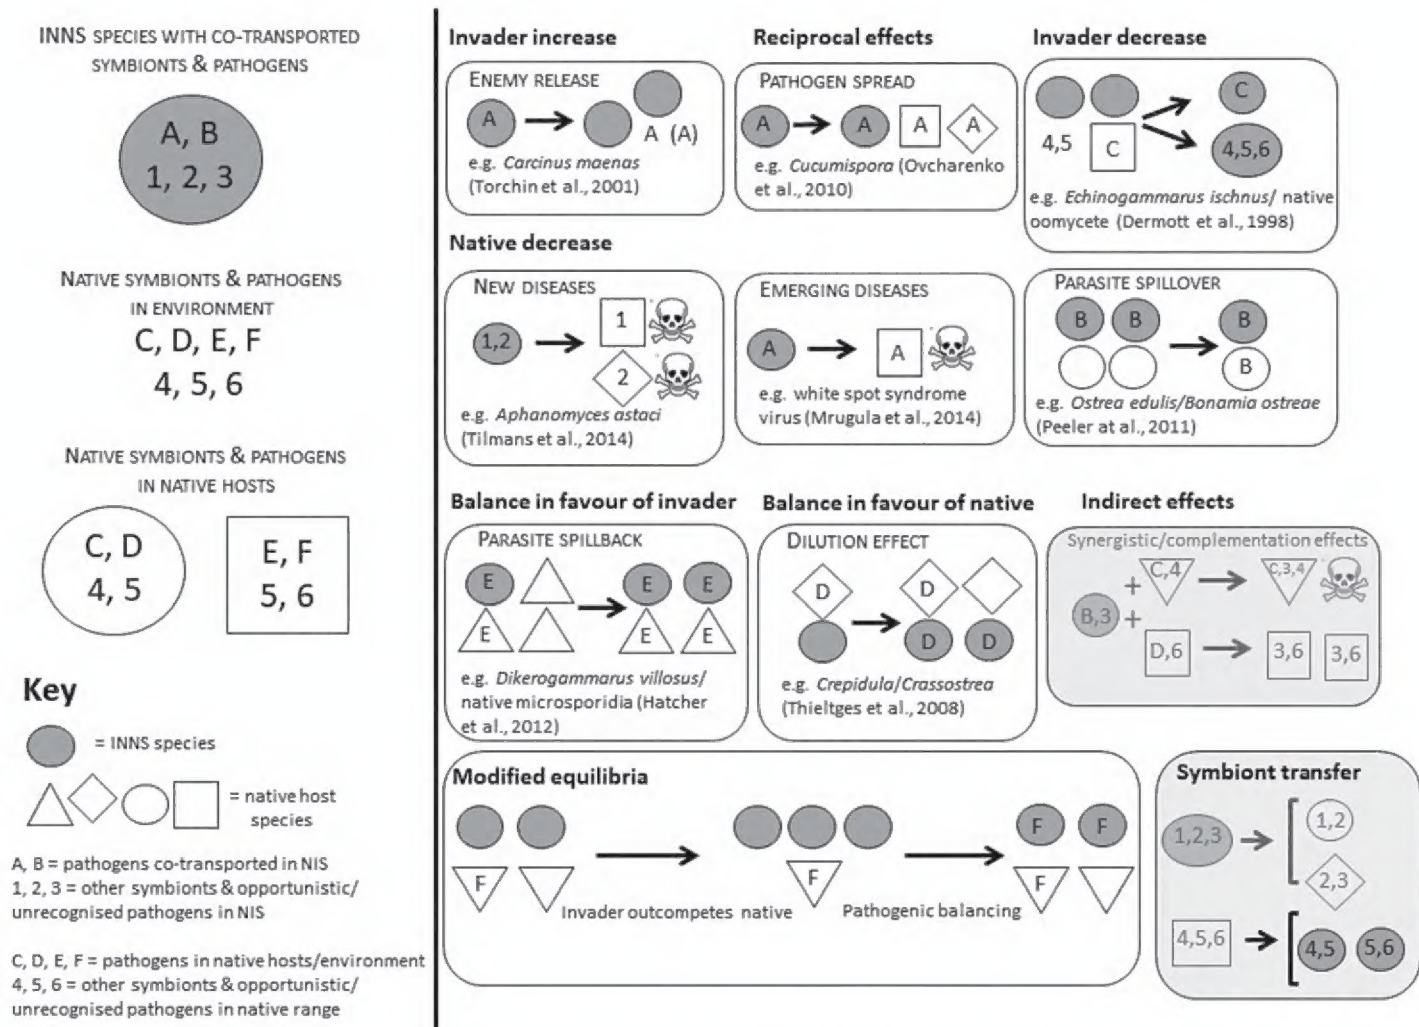 INNS SPECIES WITH CO-TRANSPORTED
SYMBIONTS & PATHOGENS
A, B
1, 2, 3
NATIVE SYMBIONTS & PATHOGENS
IN ENVIRONMENT
C, D, E, F
4, 5, 6
NATIVE SYMBIONTS & PATHOGENS
IN NATIVE HOSTS
C, D
4, 5
E, F
5, 6
Key
= INNS species
= native host
species
A, B = pathogens co-transported in NIS
1, 2, 3 = other symbionts & opportunistic/
unrecognised pathogens in NIS
C, D, E, F = pathogens in native hosts/environment
4, 5, 6 = other symbionts & opportunistic/
unrecognised pathogens in native range
Invader increase
ENEMY RELEASE
A
A (A)
e.g. Carcinus maenas
(Torchin et al., 2001)
Reciprocal effects
PATHOGEN SPREAD
A A A A
e.g. Cucumispora (Ovcharenko
et al., 2010)
Invader decrease
C
4,5 C 4,5,6
e.g. Echinogammarus ischnus/ native
oomycete (Dermott et al., 1998)
Native decrease
NEW DISEASES
1
1,2
2
e.g. Aphanomyces astaci
(Tilmans et al., 2014)
EMERGING DISEASES
A A
e.g. white spot syndrome
virus (Mrugula et al., 2014)
PARASITE SPILLOVER
B B B
B
e.g. Ostrea edulis/Bonamia ostreae
(Peeler at al., 2011)
Balance in favour of invader
PARASITE SPILLBACK
E E E
E E E
e.g. Dikerogammarus villosus/
native microsporidia (Hatcher
et al., 2012)
Balance in favour of native
DILUTION EFFECT
D D
D D
e.g. Crepidula/Crassostrea
(Thieltges et al., 2008)
Indirect effects
Synergistic/complementation effects
+ C,4 C,3,4
B,3 +
D,6 3,6 3,6
Modified equilibria
F F
F F F
Invader outcompetes native Pathogenic balancing
Symbiont transfer
1,2,3 1,2
2,3
4,5,6 4,5 5,6